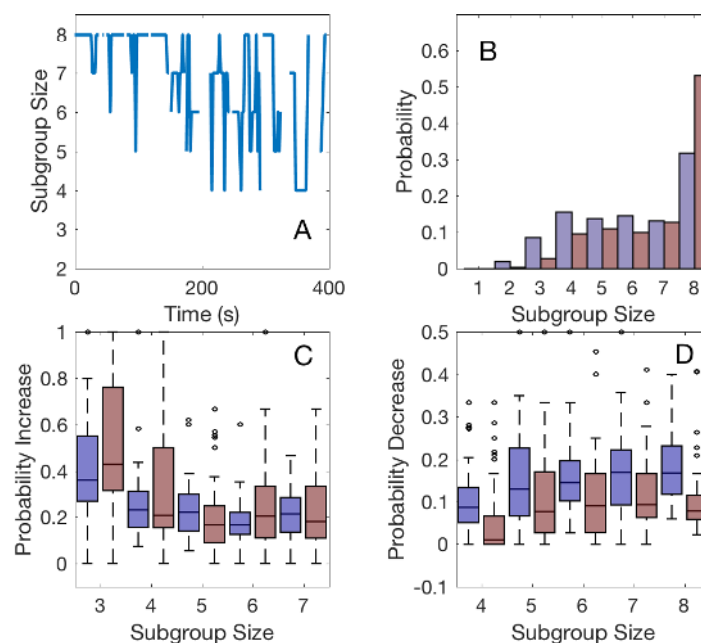 A
Subgroup Size
8
7
6
5
4
3
2
0
200
400
Time (s)
B
Probability
0.6
0.5
0.4
0.3
0.2
0.1
0
1 2 3 4 5 6 7 8
Subgroup Size
C
Probability Increase
1
0.8
0.6
0.4
0.2
0
3 4 5 6 7
Subgroup Size
D
Probability Decrease
0.5
0.4
0.3
0.2
0.1
0
-0.1
4 5 6 7 8
Subgroup Size